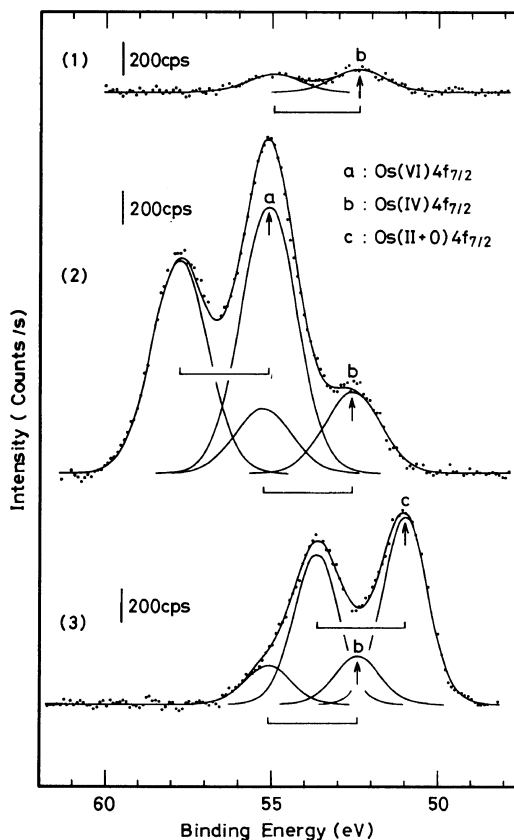 (1)
200cps
b
a : Os(VI)4f7/2
b : Os(IV)4f7/2
c : Os(II+0)4f7/2
200cps
a
(2)
b
c
200cps
(3)
b
60
55
50
Binding Energy (eV)
Intensity ( Counts /s)